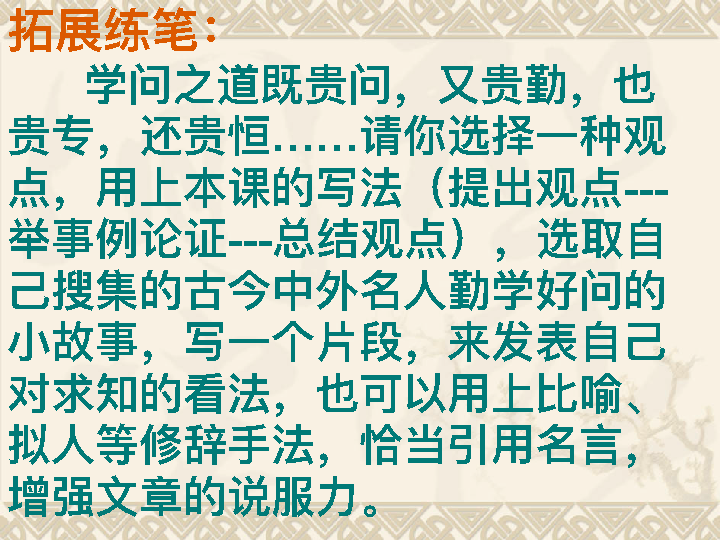 拓展练笔：
学问之道既贵问，又贵勤，也
贵专，还贵恒……请你选择一种观
点，用上本课的写法（提出观点---
举事例论证---总结观点），选取自
己搜集的古今中外名人勤学好问的
小故事，写一个片段，来发表自己
对求知的看法，也可以用上比喻、
拟人等修辞手法，恰当引用名言，
增强文章的说服力。